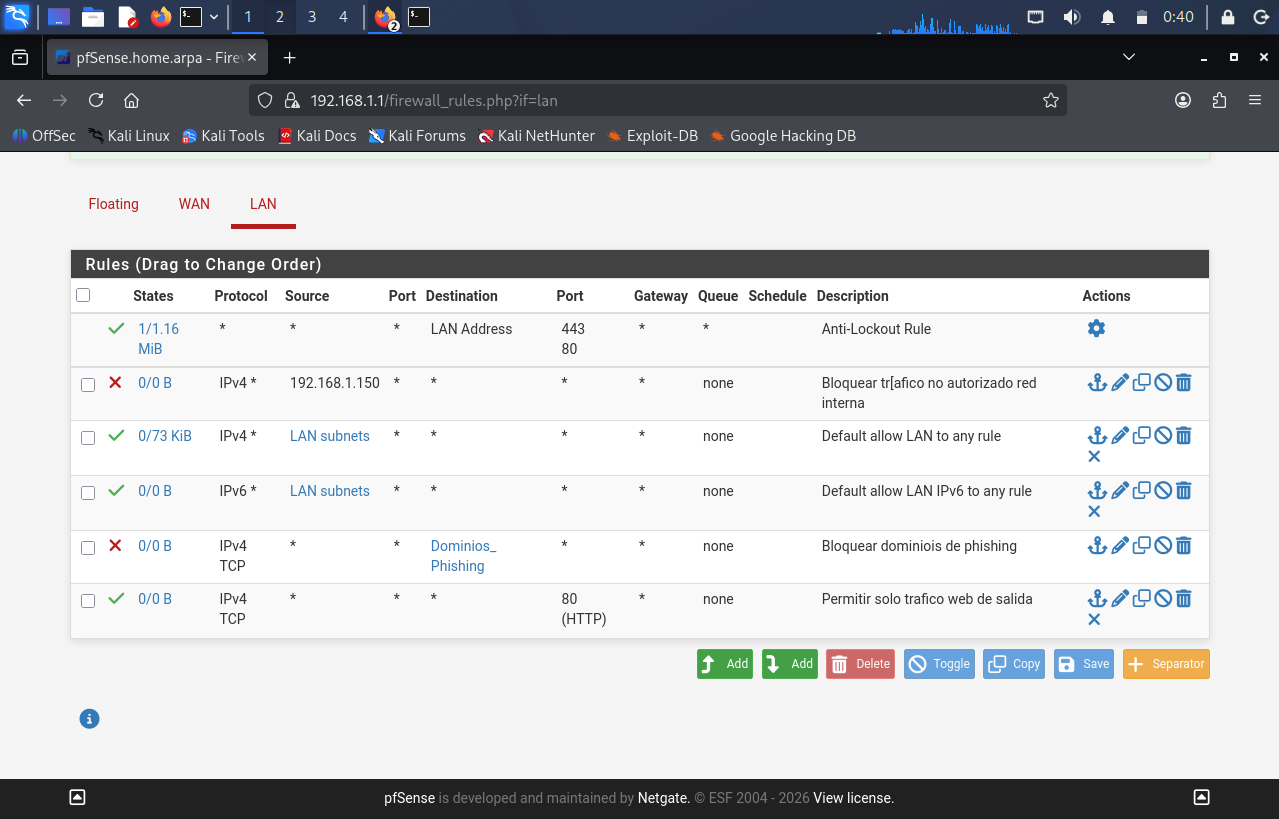 1 2 3 4 2 0:40
pfSense.home.arpa - Firew
192.168.1.1/firewall_rules.php?if=lan
OffSec Kali Linux Kali Tools Kali Docs Kali Forums Kali NetHunter Exploit-DB Google Hacking DB
Floating WAN LAN
Rules (Drag to Change Order)
States Protocol Source Port Destination Port Gateway Queue Schedule Description Actions
1/1.16 * * * LAN Address 443 * * Anti-Lockout Rule
MiB 80
0/0 B IPv4 * 192.168.1.150 * * * * none Bloquear tr[afico no autorizado red
interna
0/73 KiB IPv4 * LAN subnets * * * * none Default allow LAN to any rule
0/0 B IPv6 * LAN subnets * * * * none Default allow LAN IPv6 to any rule
0/0 B IPv4 * * Dominios_ * * none Bloquear dominiois de phishing
TCP Phishing
0/0 B IPv4 * * * 80 * none Permitir solo trafico web de salida
TCP (HTTP)
Add Add Delete Toggle Copy Save Separator
pfSense is developed and maintained by Netgate. © ESF 2004 - 2026 View license.